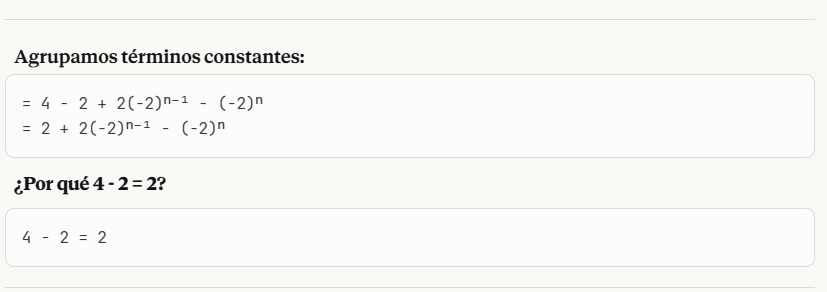 Agrupamos términos constantes:
= 4 - 2 + 2(-2)ⁿ⁻¹ - (-2)ⁿ
= 2 + 2(-2)ⁿ⁻¹ - (-2)ⁿ
¿Por qué 4 - 2 = 2?
4 - 2 = 2